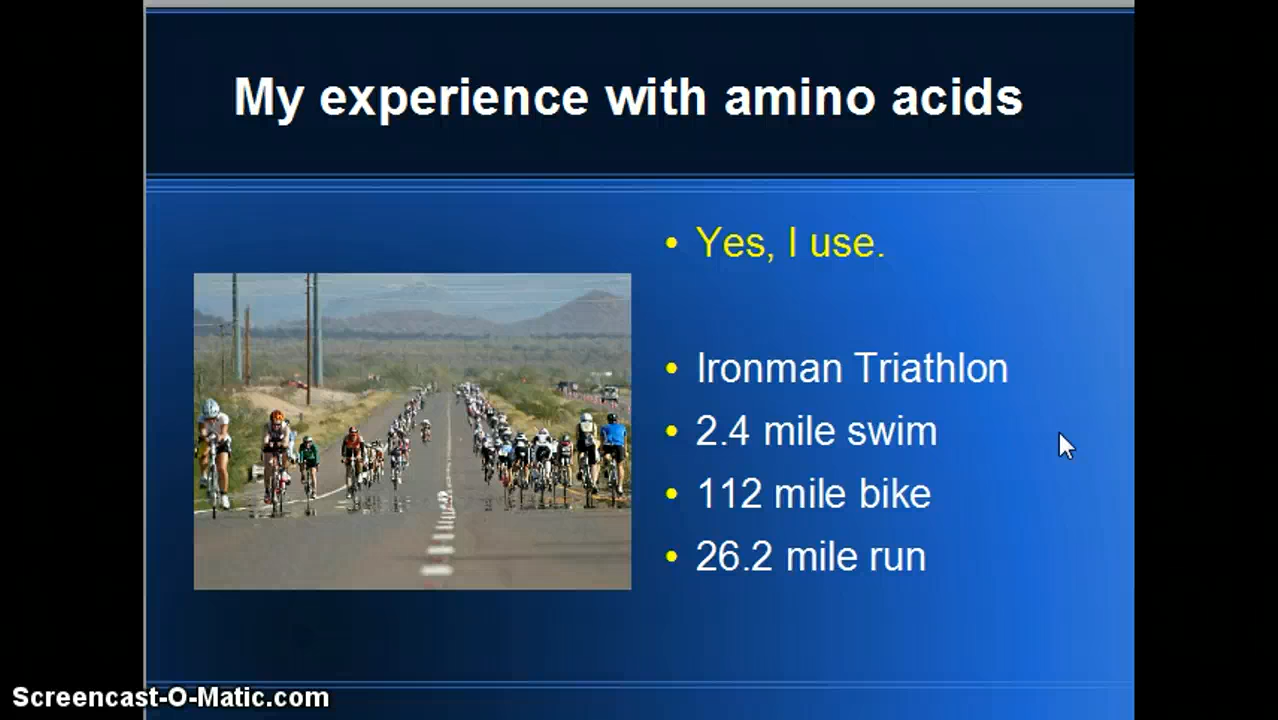 My experience with amino acids
• Yes, I use.
• Ironman Triathlon
• 2.4 mile swim
• 112 mile bike
• 26.2 mile run
Screencast-O-Matic.com